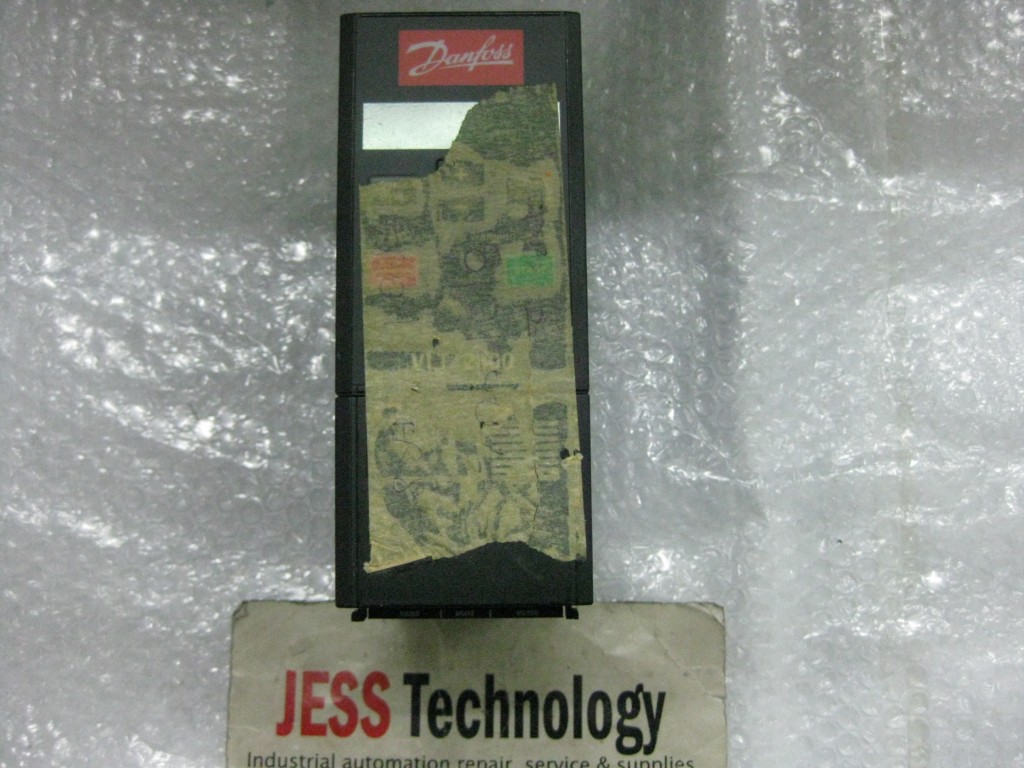 Danfoss
JESS Technology
Industrial automation repair, service & supplies